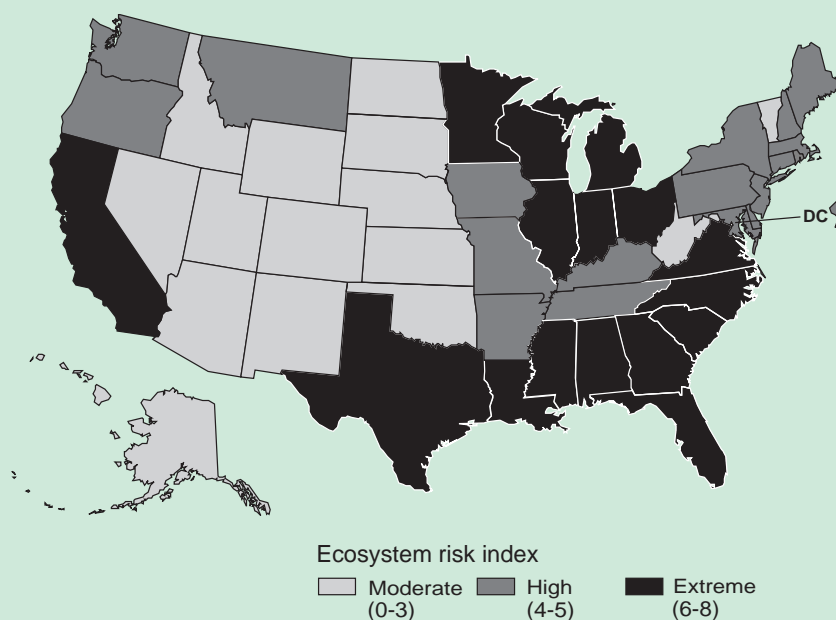 DC
Ecosystem risk index
Moderate
(0-3)
High
(4-5)
Extreme
(6-8)